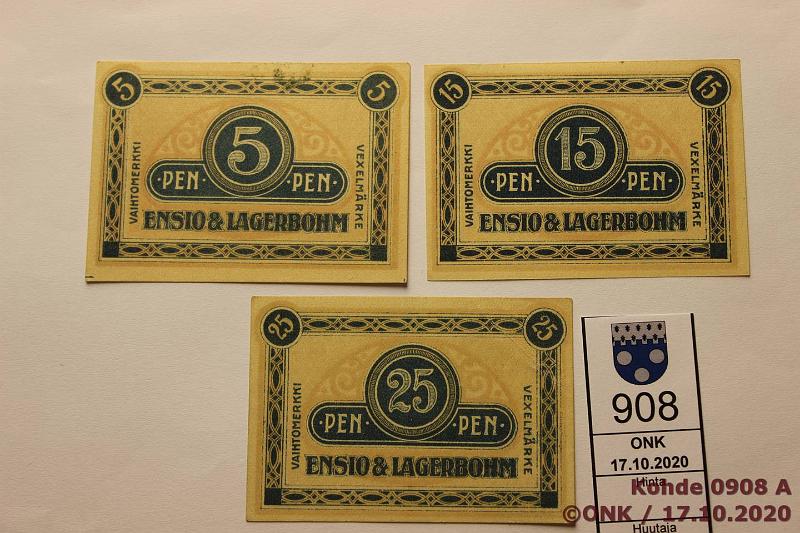 5 5
5
VAIHTOMERKKI
VEXELMÄRKE
·PEN· ·PEN·
ENSIO & LAGERBOHM
15 15
15
VAIHTOMERKKI
VEXELMÄRKE
·PEN· ·PEN·
ENSIO & LAGERBOHM
25 25
25
VAIHTOMERKKI
VEXELMÄRKE
·PEN· ·PEN·
ENSIO & LAGERBOHM
908
ONK
17.10.2020
Hinta
Konde 0908 A
©ONK / 17.10.2020
Huutaja